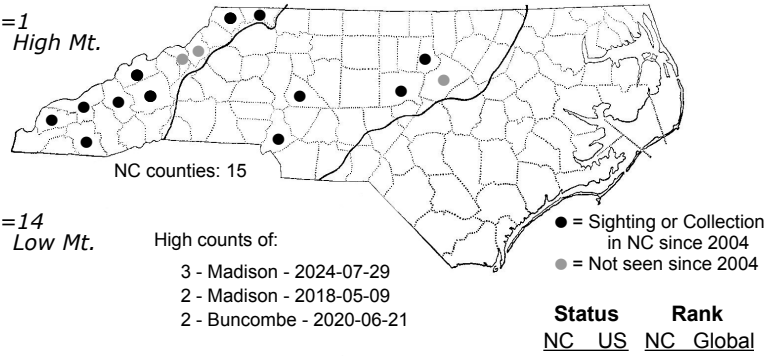 =1
High Mt.
NC counties: 15
=14
Low Mt.
High counts of:
3 - Madison - 2024-07-29
2 - Madison - 2018-05-09
2 - Buncombe - 2020-06-21
● = Sighting or Collection
in NC since 2004
● = Not seen since 2004
Status Rank
NC US NC Global